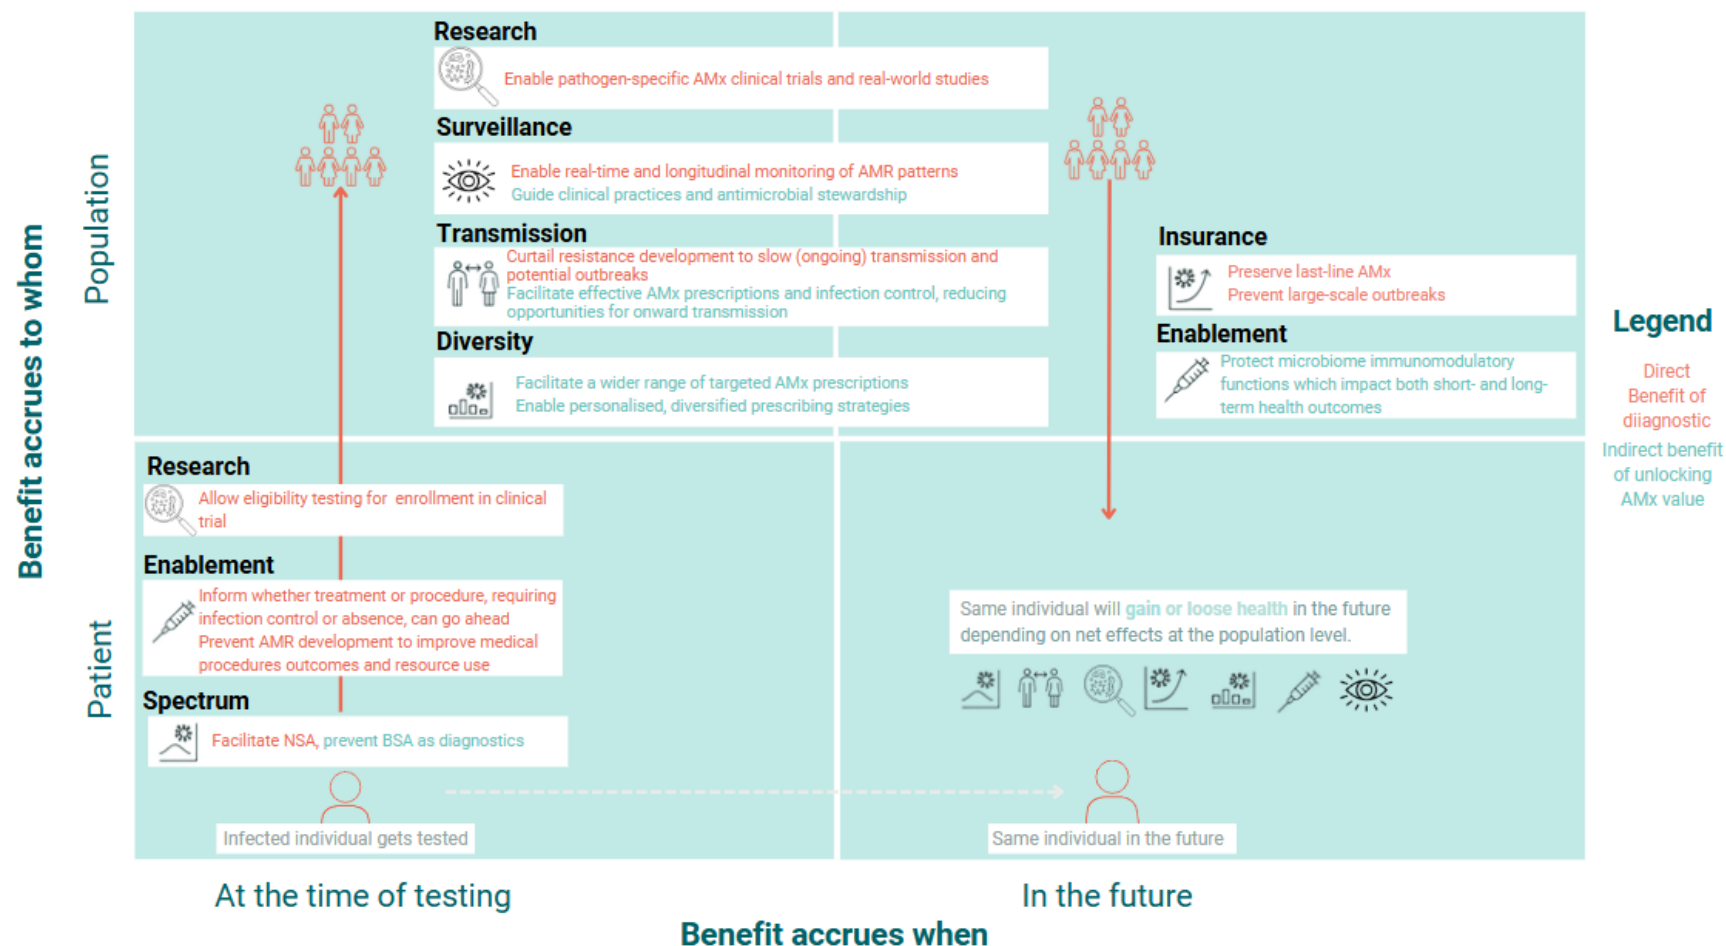 Research
Enable pathogen-specific AMx clinical trials and real-world studies
Surveillance
Enable real-time and longitudinal monitoring of AMR patterns
Guide clinical practices and antimicrobial stewardship
Transmission
Curtail resistance development to slow (ongoing) transmission and
potential outbreaks
Facilitate effective AMx prescriptions and infection control, reducing
opportunities for onward transmission
Diversity
Facilitate a wider range of targeted AMx prescriptions
Enable personalised, diversified prescribing strategies
Insurance
Preserve last-line AMx
Prevent large-scale outbreaks
Enablement
Protect microbiome immunomodulatory
functions which impact both short- and long-
term health outcomes
Research
Allow eligibility testing for enrollment in clinical
trial
Enablement
Inform whether treatment or procedure, requiring
infection control or absence, can go ahead
Prevent AMR development to improve medical
procedures outcomes and resource use
Spectrum
Facilitate NSA, prevent BSA as diagnostics
Infected individual gets tested
Same individual will gain or loose health in the future
depending on net effects at the population level.
Same individual in the future
Benefit accrues to whom
Population
Patient
At the time of testing
In the future
Benefit accrues when
Legend
Direct
Benefit of
diiagnostic
Indirect benefit
of unlocking
AMx value